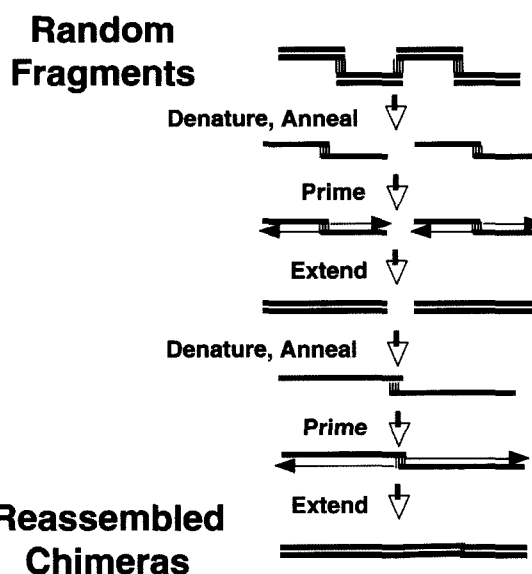 Random
Fragments
Denature, Anneal
Prime
Extend
Denature, Anneal
Prime
Extend
Reassembled
Chimeras